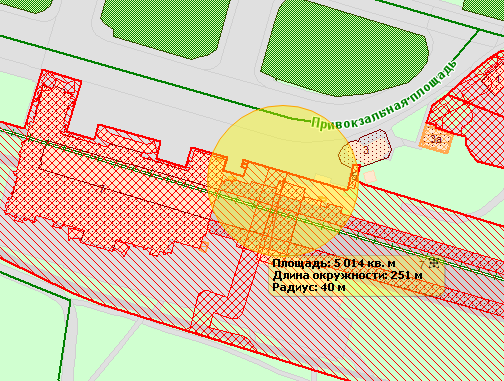 Привокзальная площадь
3а
3
Площадь: 5 014 кв. м
Длина окружности: 251 м
Радиус: 40 м